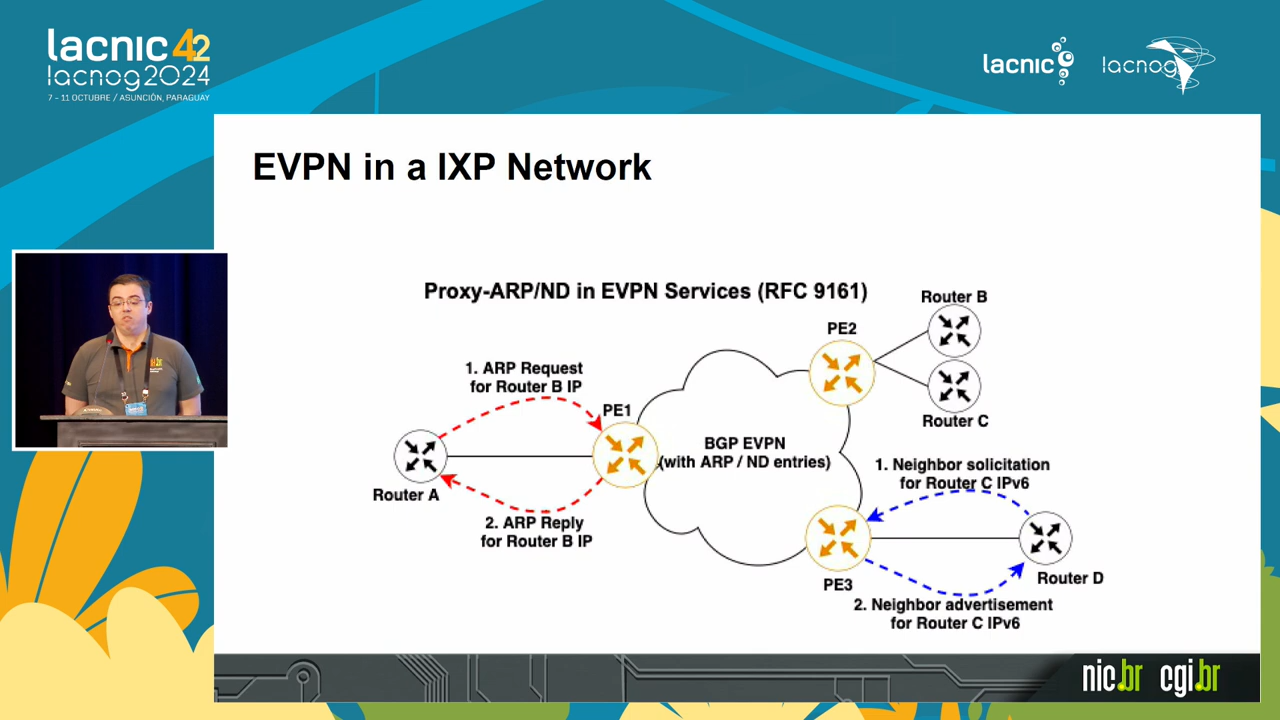 lacnic 42
lacnog 2024
7 - 11 OCTUBRE / ASUNCIÓN, PARAGUAY
lacnic
lacnog
EVPN in a IXP Network
Proxy-ARP/ND in EVPN Services (RFC 9161)
Router B
PE2
1. ARP Request
for Router B IP
PE1
Router C
BGP EVPN
(with ARP / ND entries)
1. Neighbor solicitation
for Router C IPv6
Router A
2. ARP Reply
for Router B IP
PE3
Router D
2. Neighbor advertisement
for Router C IPv6
nic.br cgi.br